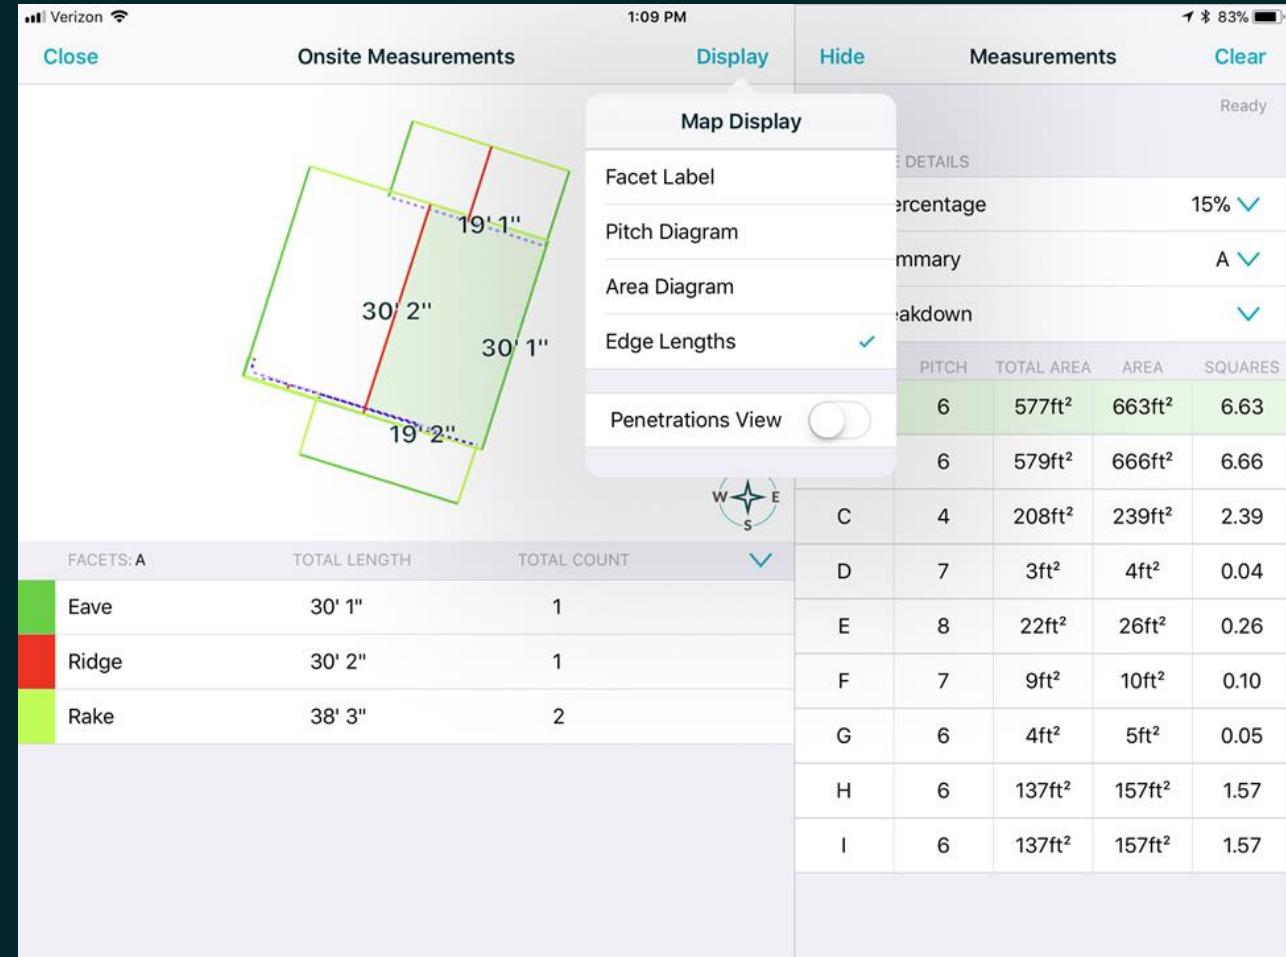 Verizon 1:09 PM 83%
Close Onsite Measurements Display Hide Measurements Clear
Map Display
Ready
Facet Label
DETAILS
Pitch Diagram
15%
Area Diagram
A
Edge Lengths
Penetrations View
19' 1"
30' 2"
30' 1"
19' 2"
W E
S
PITCH TOTAL AREA AREA SQUARES
6 577ft² 663ft² 6.63
6 579ft² 666ft² 6.66
C 4 208ft² 239ft² 2.39
D 7 3ft² 4ft² 0.04
E 8 22ft² 26ft² 0.26
F 7 9ft² 10ft² 0.10
G 6 4ft² 5ft² 0.05
H 6 137ft² 157ft² 1.57
I 6 137ft² 157ft² 1.57
FACETS: A TOTAL LENGTH TOTAL COUNT
Eave 30' 1" 1
Ridge 30' 2" 1
Rake 38' 3" 2